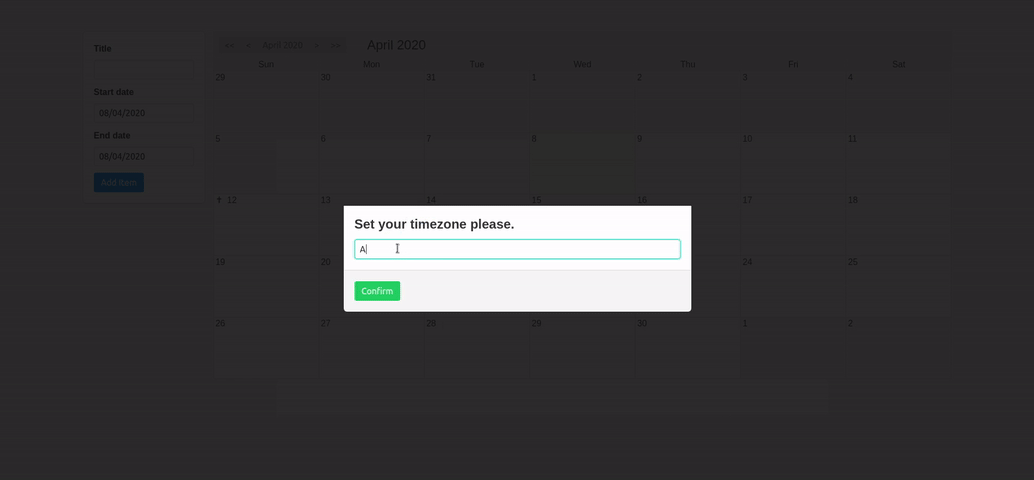 Title
Start date
08/04/2020
End date
08/04/2020
Add item
<< < April 2020 > >> April 2020
Sun Mon Tue Wed Thu Fri Sat
29 30 31 1 2 3 4
5 6 7 8 9 10 11
✝ 12 13 14 15 16 17 18
Set your timezone please.
A
19 20 24 25
Confirm
26 27 28 29 30 1 2